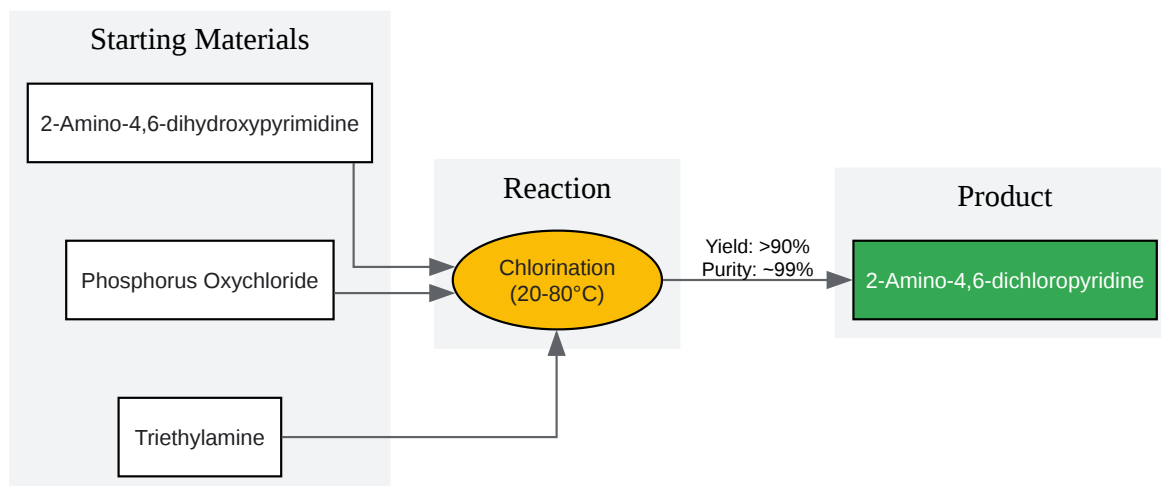 Starting Materials
2-Amino-4,6-dihydroxypyrimidine
Phosphorus Oxychloride
Triethylamine
Reaction
Chlorination
(20-80°C)
Yield: >90%
Purity: ~99%
Product
2-Amino-4,6-dichloropyridine